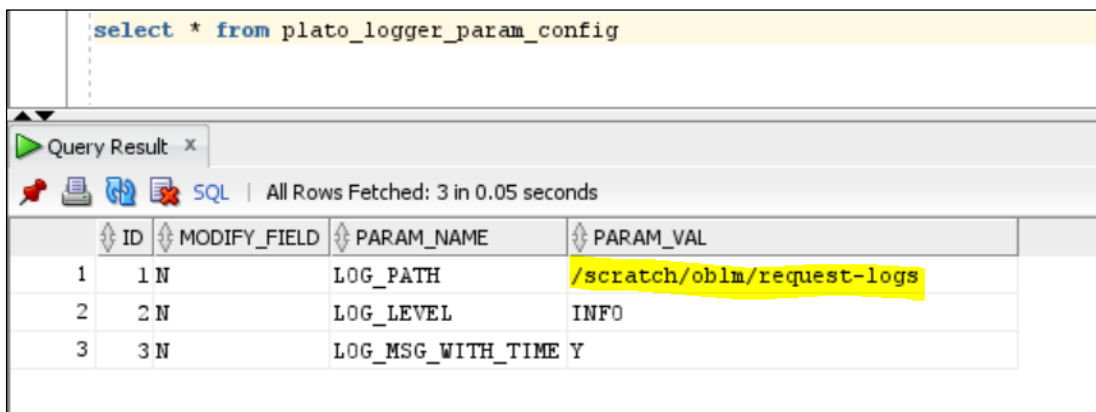 select * from plato_logger_param_config
Query Result x
SQL | All Rows Fetched: 3 in 0.05 seconds
ID MODIFY_FIELD PARAM_NAME PARAM_VAL
1 1 N LOG_PATH /scratch/oblm/request-logs
2 2 N LOG_LEVEL INFO
3 3 N LOG_MSG_WITH_TIME Y